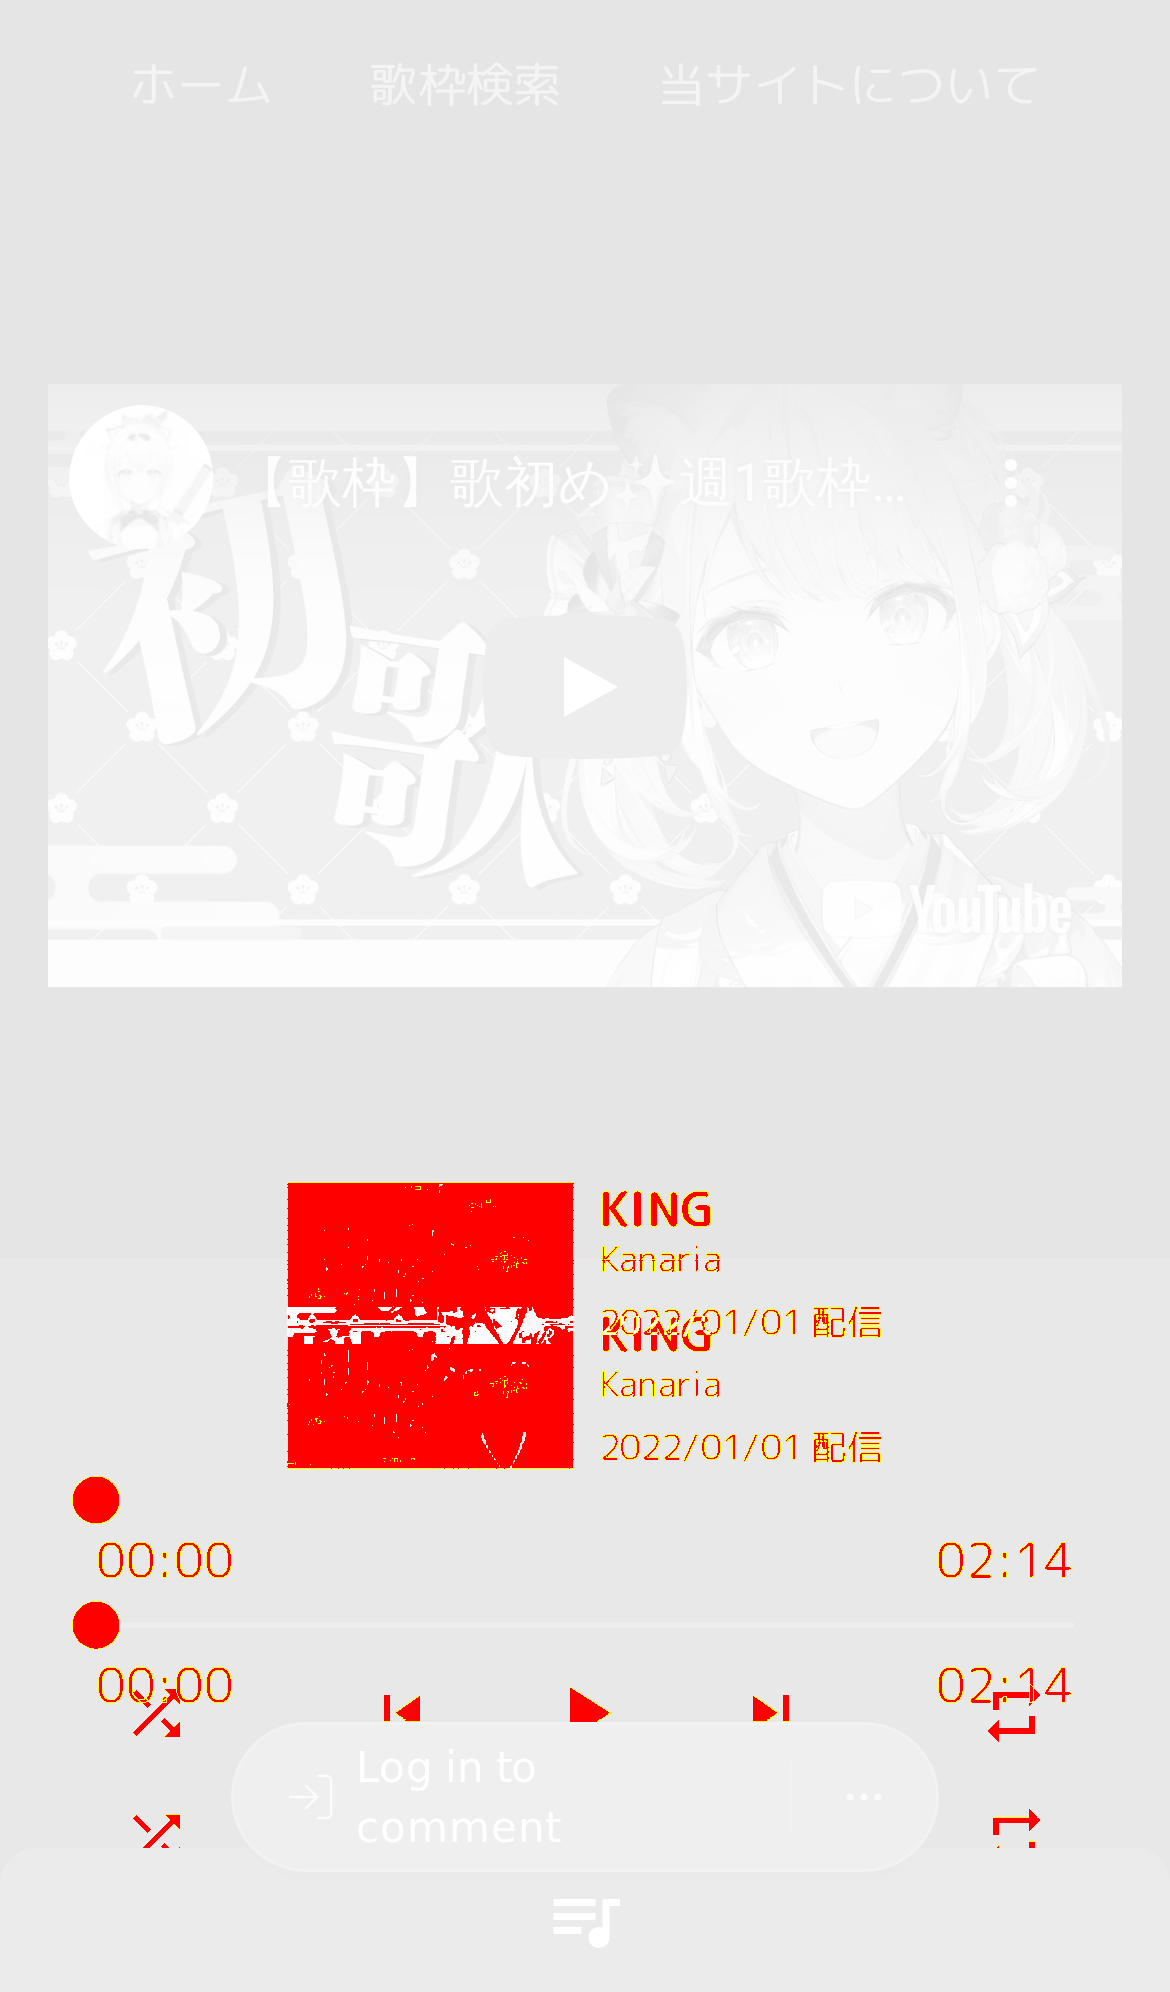 ホーム 歌枠検索 当サイトについて
【歌枠】歌初め✨週1歌枠...
初
歌
YouTube
KING
Kanaria
2022/01/01 配信
KING
Kanaria
2022/01/01 配信
00:00 02:14
00:00 02:14
Log in to
comment